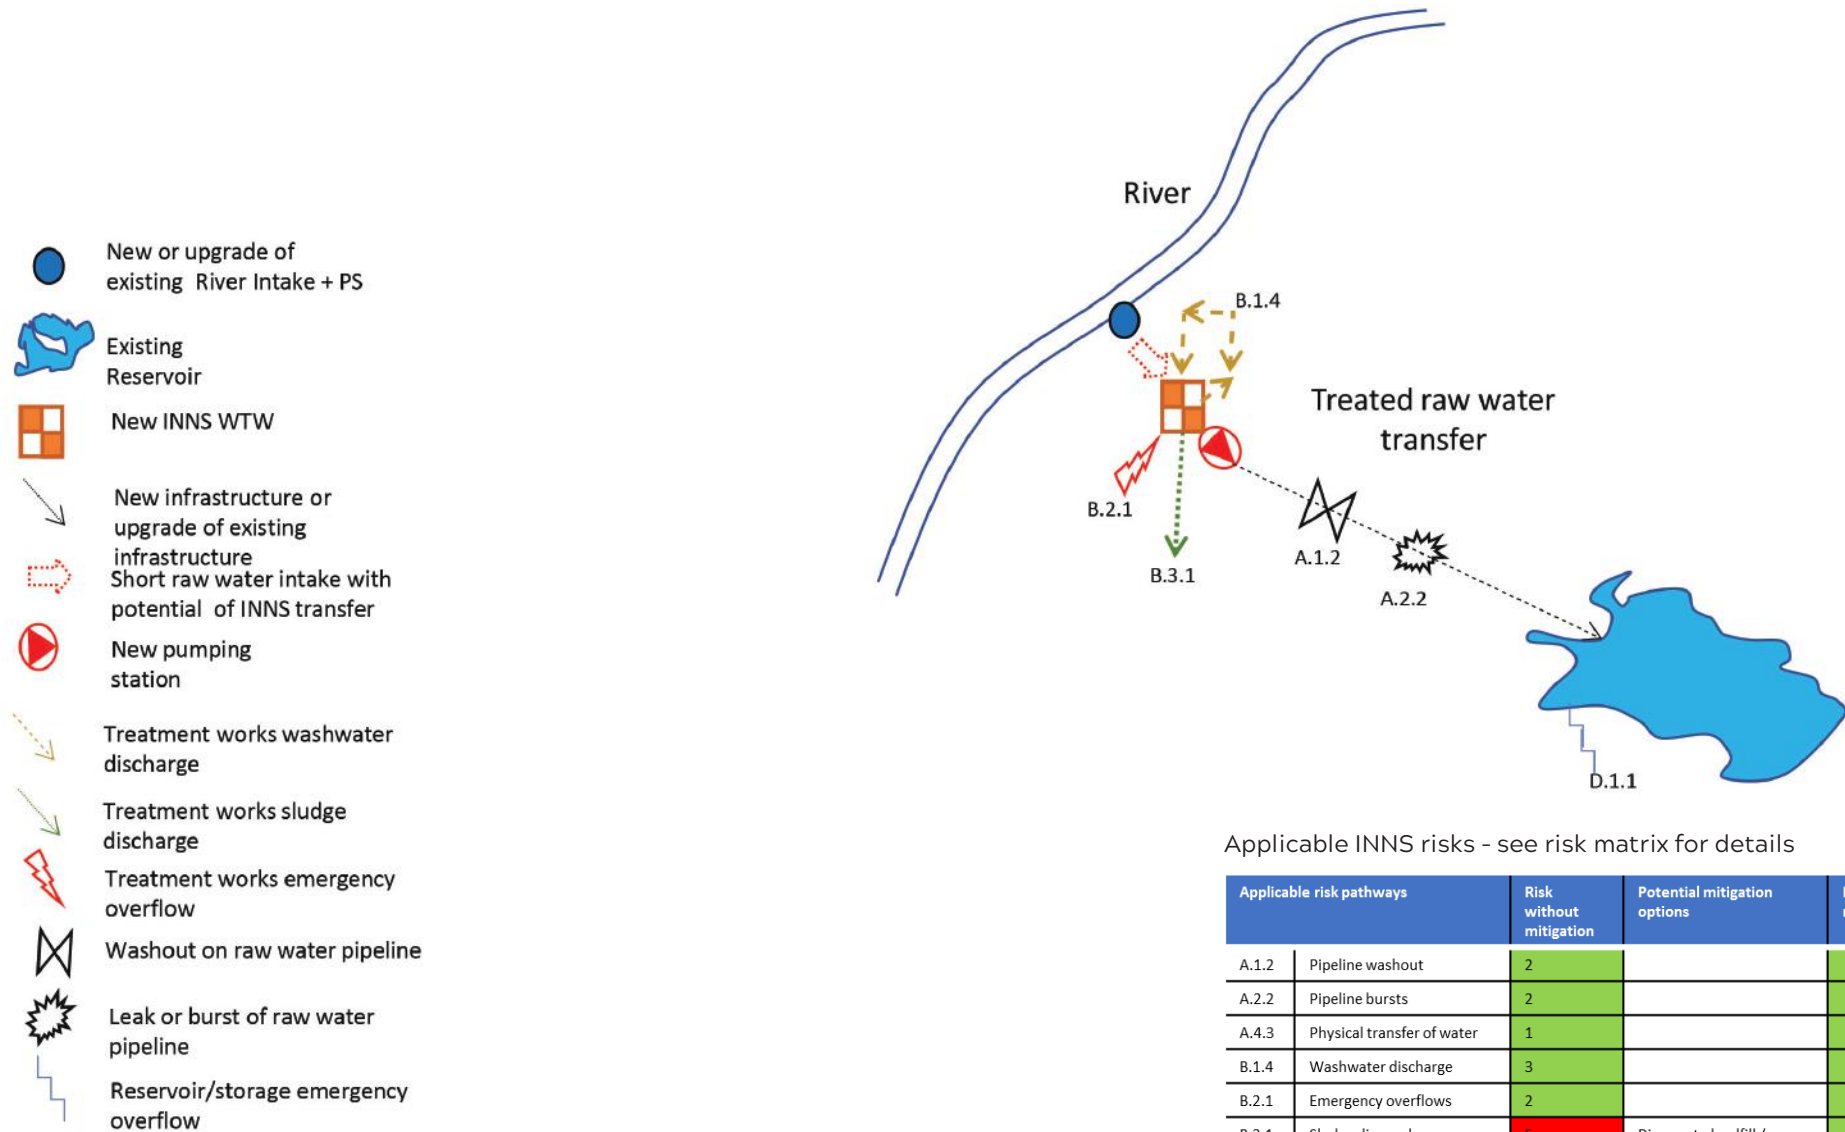 New or upgrade of
existing River Intake + PS
Existing
Reservoir
New INNS WTW
New infrastructure or
upgrade of existing
infrastructure
Short raw water intake with
potential of INNS transfer
New pumping
station
Treatment works washwater
discharge
Treatment works sludge
discharge
Treatment works emergency
overflow
Washout on raw water pipeline
Leak or burst of raw water
pipeline
Reservoir/storage emergency
overflow
River
B.1.4
Treated raw water
transfer
B.2.1
B.3.1
A.1.2
A.2.2
D.1.1
Applicable INNS risks - see risk matrix for details
Applicable risk pathways
Risk
without
mitigation
Potential mitigation
options
A.1.2 Pipeline washout 2
A.2.2 Pipeline bursts 2
A.4.3 Physical transfer of water 1
B.1.4 Washwater discharge 3
B.2.1 Emergency overflows 2